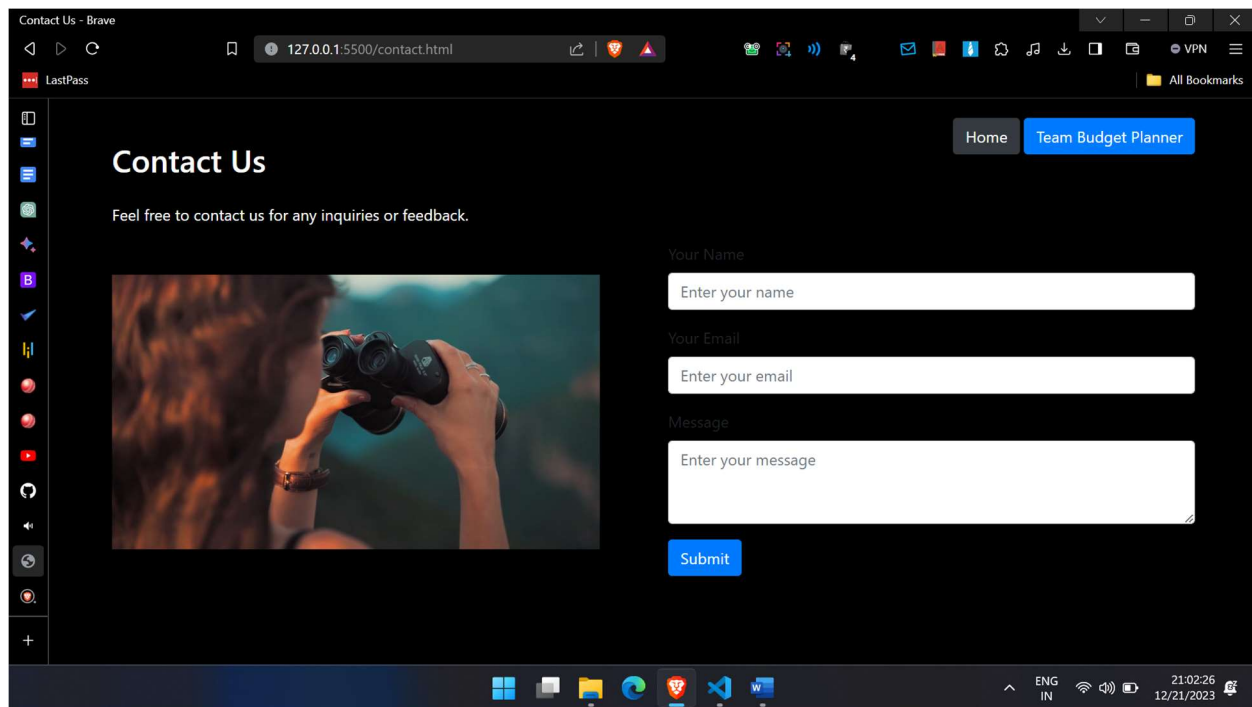 Contact Us - Brave
127.0.0.1:5500/contact.html
4
VPN
LastPass
All Bookmarks
Home
Team Budget Planner
Contact Us
Feel free to contact us for any inquiries or feedback.
Your Name
Enter your name
Your Email
Enter your email
Message
Enter your message
Submit
B
ENG
IN
21:02:26
12/21/2023